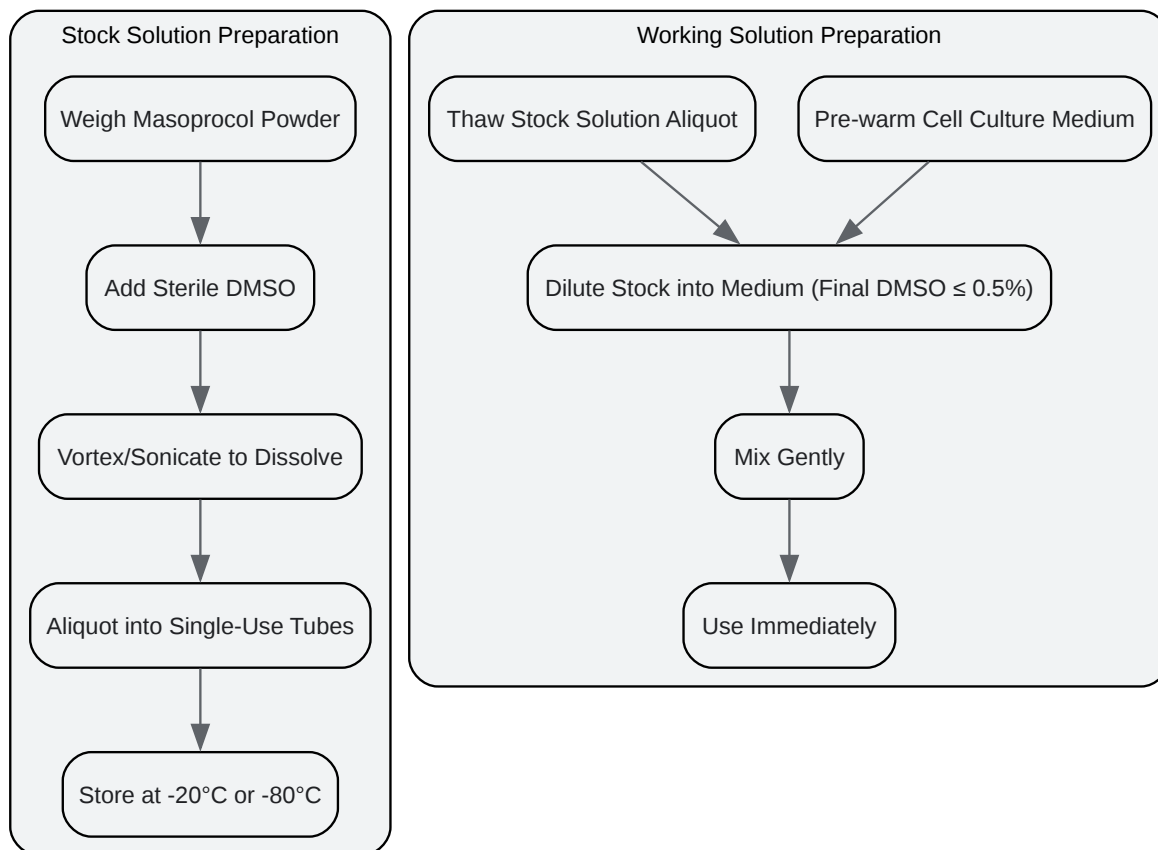 Stock Solution Preparation
Weigh Masoprocol Powder
Add Sterile DMSO
Vortex/Sonicate to Dissolve
Aliquot into Single-Use Tubes
Store at -20°C or -80°C
Working Solution Preparation
Thaw Stock Solution Aliquot
Pre-warm Cell Culture Medium
Dilute Stock into Medium (Final DMSO ≤ 0.5%)
Mix Gently
Use Immediately